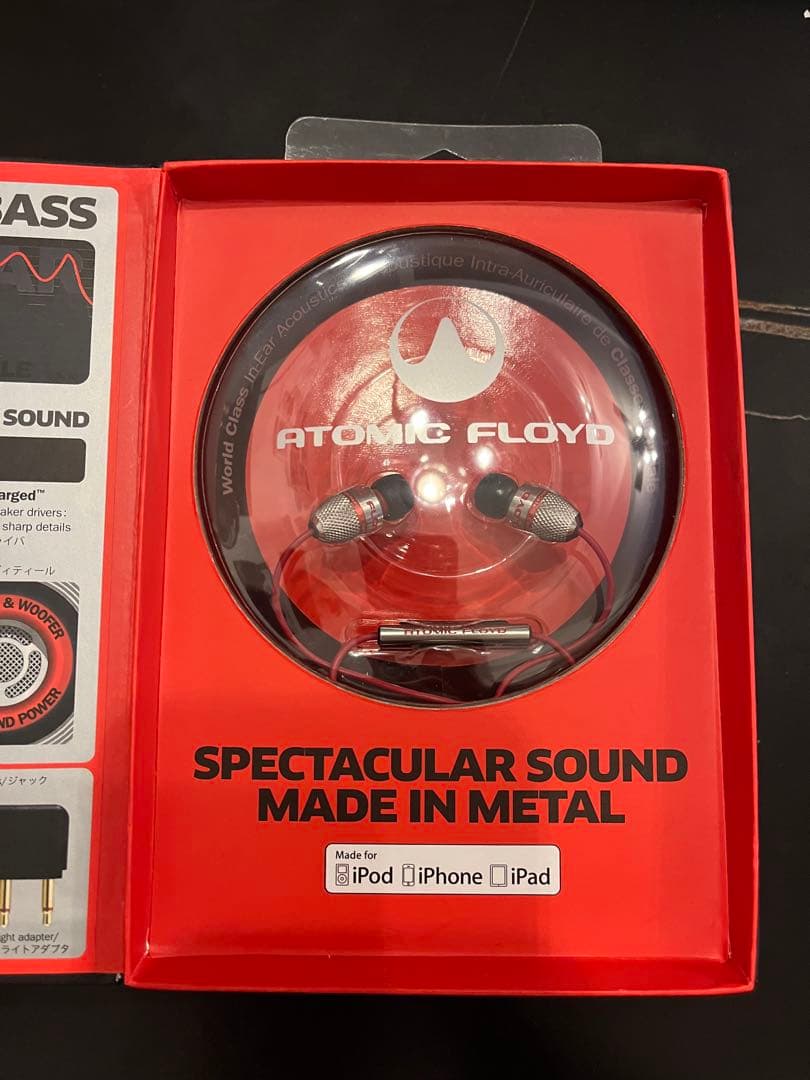 BASS
SOUND
arged™
aker drivers:
sharp details
イバ
ィティール
& WOOFER
ND POWER
/ジャック
ght adapter/
ライトアダプタ
World Class In-Ear Acoustics
Acoustique Intra-Auriculaire de Classe
ATOMIC FLOYD
ATOMIC FLOYD
SPECTACULAR SOUND
MADE IN METAL
Made for
iPod iPhone iPad